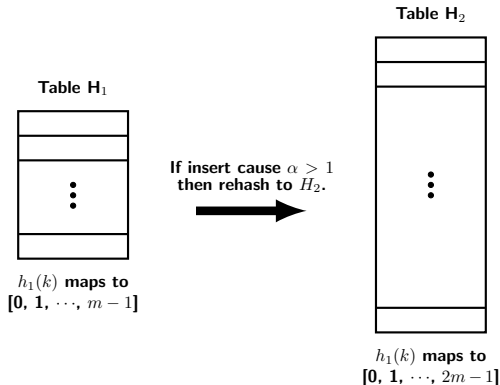 Table H₁
h₁(k) maps to
[0, 1, ⋯, m − 1]
If insert cause α > 1
then rehash to H₂.
Table H₂
h₁(k) maps to
[0, 1, ⋯, 2m − 1]